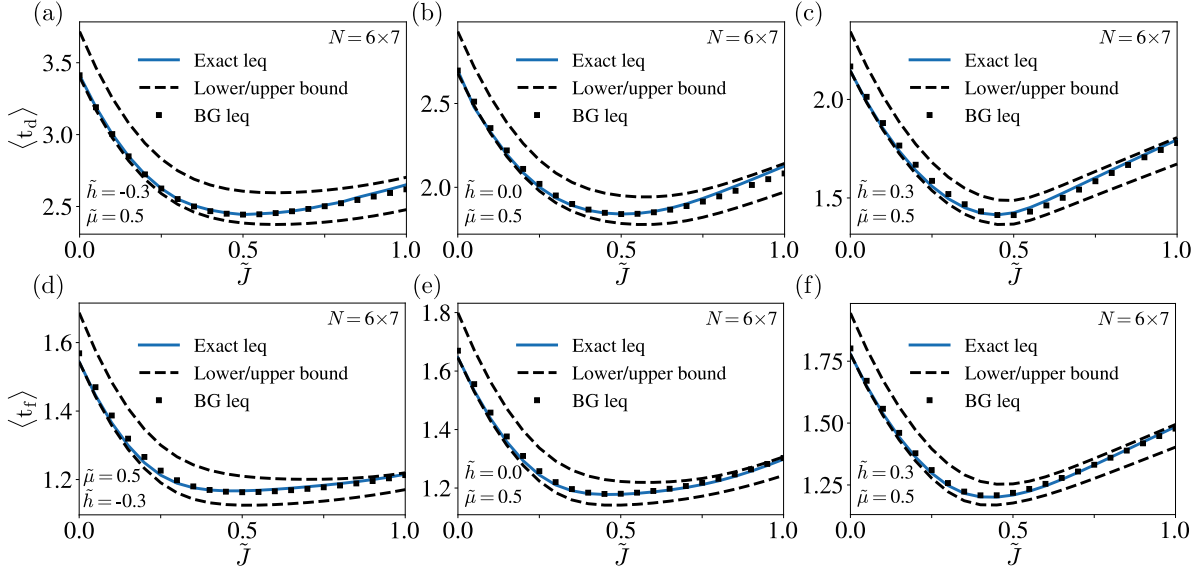 (a)
N = 6×7
Exact leq
Lower/upper bound
BG leq
h̃ = -0.3
μ̃ = 0.5
⟨t_d⟩
3.5
3.0
2.5
0.0
0.5
1.0
J̃
(b)
N = 6×7
Exact leq
Lower/upper bound
BG leq
h̃ = 0.0
μ̃ = 0.5
2.5
2.0
0.0
0.5
1.0
J̃
(c)
N = 6×7
Exact leq
Lower/upper bound
BG leq
h̃ = 0.3
μ̃ = 0.5
2.0
1.5
0.0
0.5
1.0
J̃
(d)
N = 6×7
Exact leq
Lower/upper bound
BG leq
μ̃ = 0.5
h̃ = -0.3
⟨t_f⟩
1.6
1.4
1.2
0.0
0.5
1.0
J̃
(e)
N = 6×7
Exact leq
Lower/upper bound
BG leq
h̃ = 0.0
μ̃ = 0.5
1.8
1.6
1.4
1.2
0.0
0.5
1.0
J̃
(f)
N = 6×7
Exact leq
Lower/upper bound
BG leq
h̃ = 0.3
μ̃ = 0.5
1.75
1.50
1.25
0.0
0.5
1.0
J̃